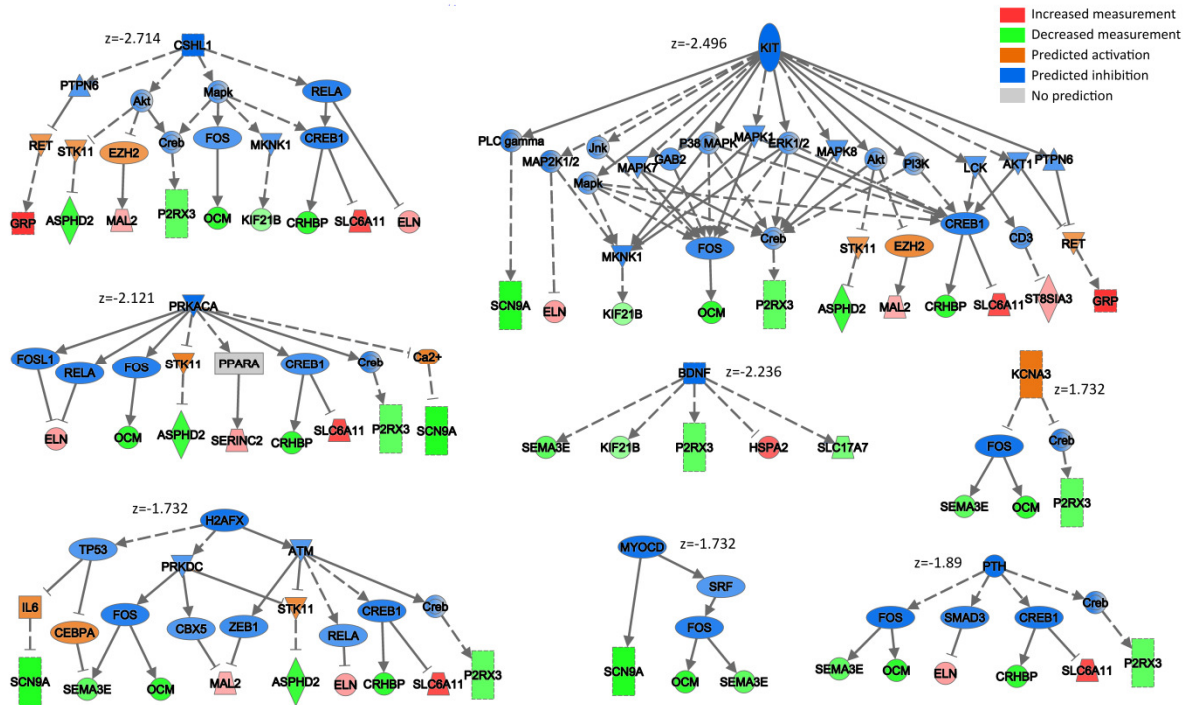 Increased measurement
Decreased measurement
Predicted activation
Predicted inhibition
No prediction
z=-2.714
CSHL1
PTPN6
Akt
Mapk
RELA
RET
STK11
EZH2
Creb
FOS
MKNK1
CREB1
GRP
ASPHD2
MAL2
P2RX3
OCM
KIF21B
CRHBP
SLC6A11
ELN
z=-2.496
KIT
PLC gamma
MAP2K1/2
Jnk
Mapk
MAPK7
GAB2
P38 MAPK
MAPK1
ERK1/2
MAPK8
Akt
PI3K
LCK
AKT1
PTPN6
MKNK1
FOS
Creb
STK11
EZH2
CREB1
CD3
RET
SCN9A
ELN
KIF21B
OCM
P2RX3
ASPHD2
MAL2
CRHBP
SLC6A11
ST8SIA3
GRP
z=-2.121
PRKACA
FOSL1
RELA
FOS
STK11
PPARA
CREB1
Creb
Ca2+
ELN
OCM
ASPHD2
SERINC2
CRHBP
SLC6A11
P2RX3
SCN9A
BDNF
z=-2.236
SEMA3E
KIF21B
P2RX3
HSPA2
SLC17A7
KCNA3
z=1.732
FOS
Creb
SEMA3E
OCM
P2RX3
z=-1.732
H2AFX
TP53
PRKDC
ATM
IL6
CEBPA
FOS
CBX5
ZEB1
STK11
RELA
CREB1
Creb
SCN9A
SEMA3E
OCM
MAL2
ASPHD2
ELN
CRHBP
SLC6A11
P2RX3
MYOCD
z=-1.732
SRF
FOS
SCN9A
OCM
SEMA3E
z=-1.89
PTH
FOS
SMAD3
CREB1
Creb
SEMA3E
OCM
ELN
CRHBP
SLC6A11
P2RX3